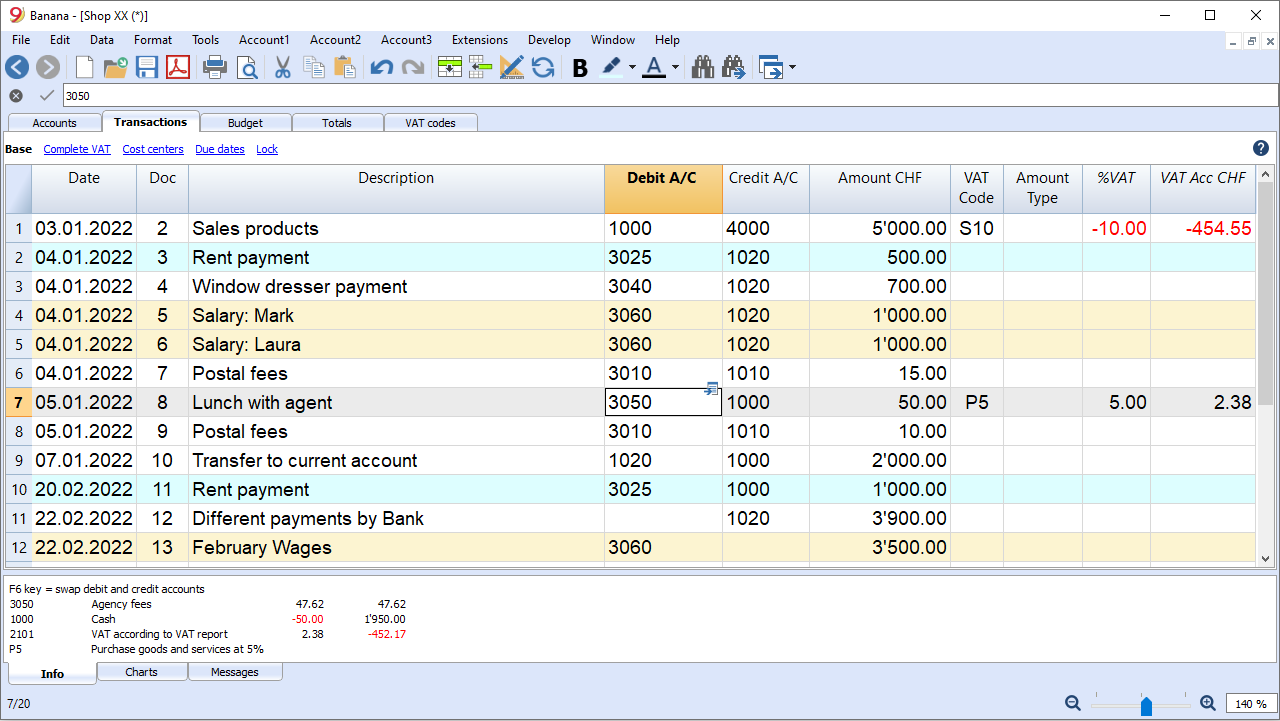 Banana - [Shop XX (*)]
File Edit Data Format Tools Account1 Account2 Account3 Extensions Develop Window Help
B A
3050
Accounts Transactions Budget Totals VAT codes
Base Complete VAT Cost centers Due dates Lock ?
Date Doc Description Debit A/C Credit A/C Amount CHF VAT Code Amount Type %VAT VAT Acc CHF
1 03.01.2022 2 Sales products 1000 4000 5'000.00 S10 -10.00 -454.55
2 04.01.2022 3 Rent payment 3025 1020 500.00
3 04.01.2022 4 Window dresser payment 3040 1020 700.00
4 04.01.2022 5 Salary: Mark 3060 1020 1'000.00
5 04.01.2022 6 Salary: Laura 3060 1020 1'000.00
6 04.01.2022 7 Postal fees 3010 1010 15.00
7 05.01.2022 8 Lunch with agent 3050 1000 50.00 P5 5.00 2.38
8 05.01.2022 9 Postal fees 3010 1010 10.00
9 07.01.2022 10 Transfer to current account 1020 1000 2'000.00
10 20.02.2022 11 Rent payment 3025 1000 1'000.00
11 22.02.2022 12 Different payments by Bank 1020 3'900.00
12 22.02.2022 13 February Wages 3060 3'500.00
F6 key = swap debit and credit accounts
3050 Agency fees 47.62 47.62
1000 Cash -50.00 1'950.00
2101 VAT according to VAT report 2.38 -452.17
P5 Purchase goods and services at 5%
Info Charts Messages
7/20 140 %